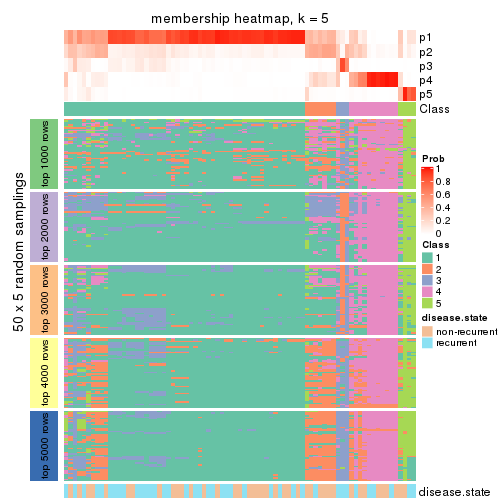 membership heatmap, k = 5
p1
p2
p3
p4
p5
Class
50 x 5 random samplings
top 1000 rows
top 2000 rows
top 3000 rows
top 4000 rows
top 5000 rows
disease.state
Prob
1
0.8
0.6
0.4
0.2
0
Class
1
2
3
4
5
disease.state
non-recurrent
recurrent